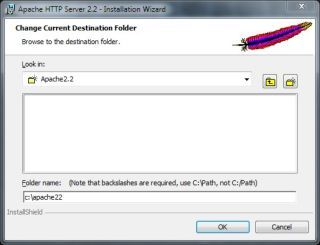 Apache HTTP Server 2.2 - Installation Wizard
Change Current Destination Folder
Browse to the destination folder.
Look in:
Apache2.2
Folder name: (Note that backslashes are required, use C:\Path, not C:/Path)
c:\apache22
InstallShield
OK Cancel